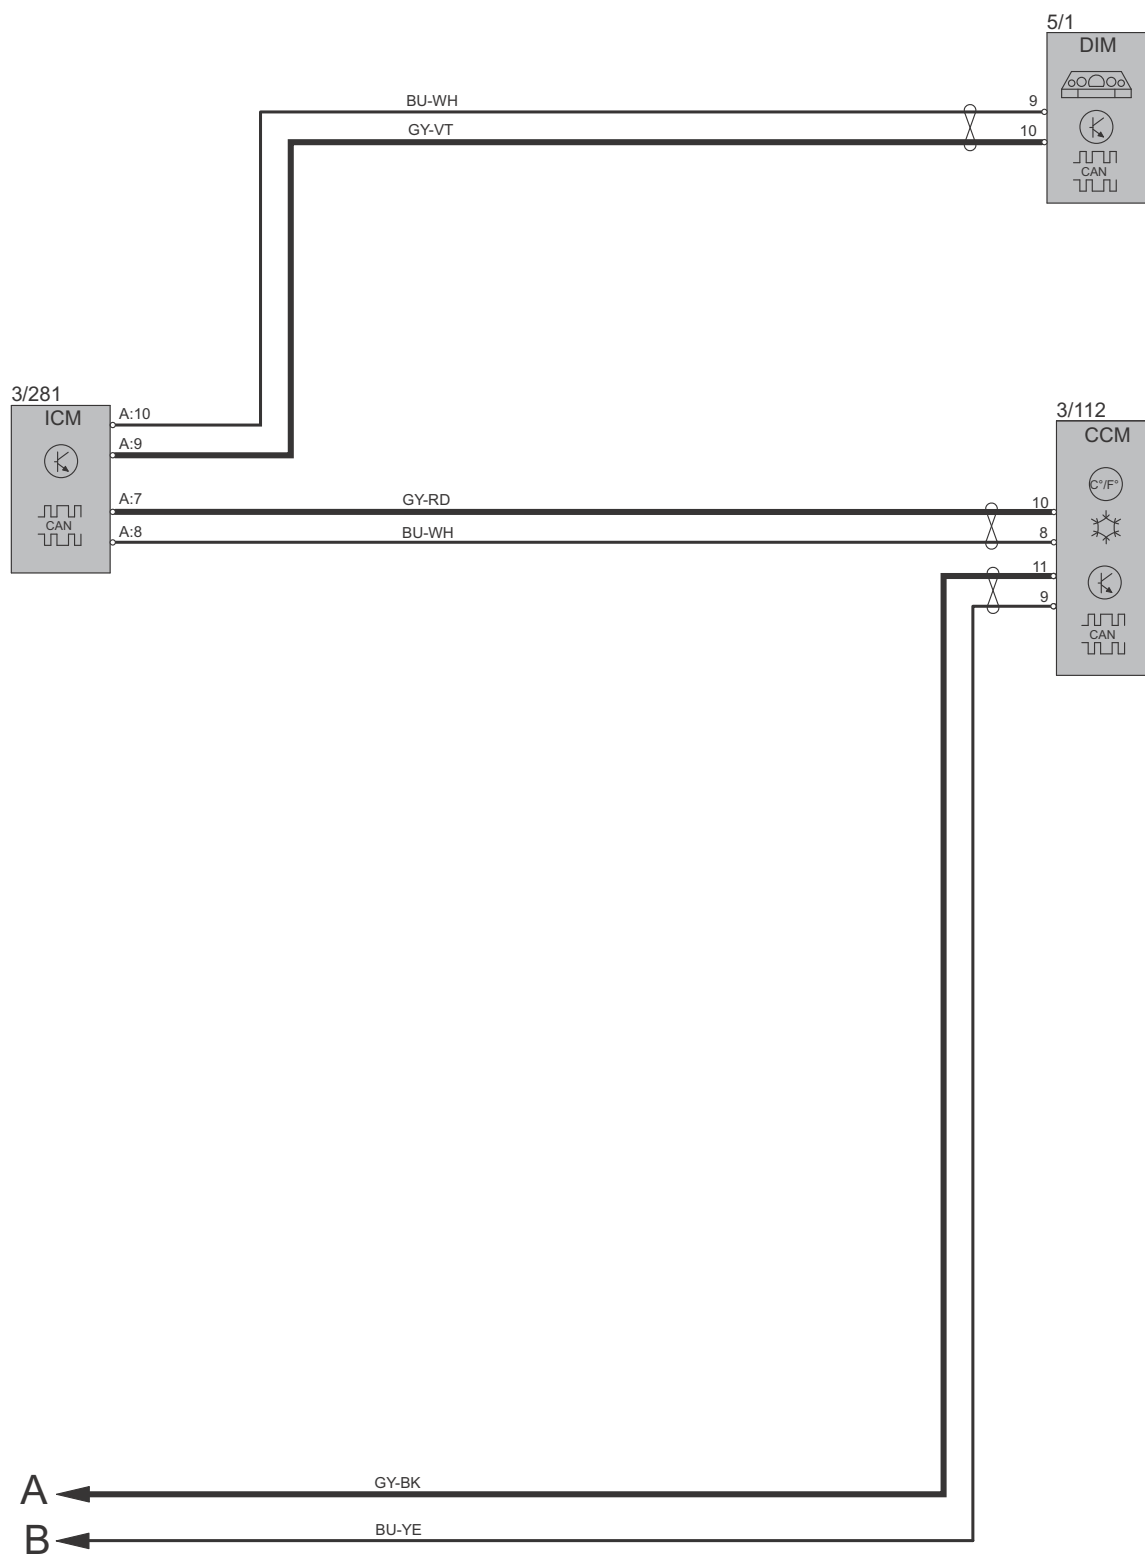 5/1
DIM
BU-WH
9
GY-VT
10
CAN
3/281
ICM
A:10
A:9
3/112
CCM
C°/F°
A:7
GY-RD
10
CAN
A:8
BU-WH
8
11
9
CAN
GY-BK
A
BU-YE
B